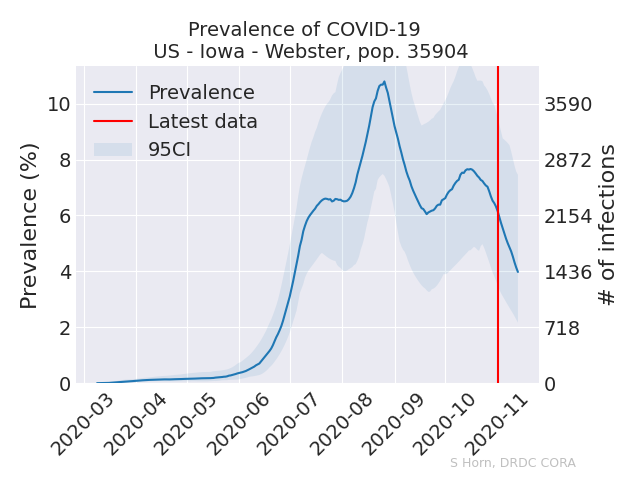 Prevalence of COVID-19
US - Iowa - Webster, pop. 35904
Prevalence
Latest data
95CI
Prevalence (%)
10
8
6
4
2
0
3590
2872
2154
1436
718
0
# of infections
2020-03
2020-04
2020-05
2020-06
2020-07
2020-08
2020-09
2020-10
2020-11
S Horn, DRDC CORA